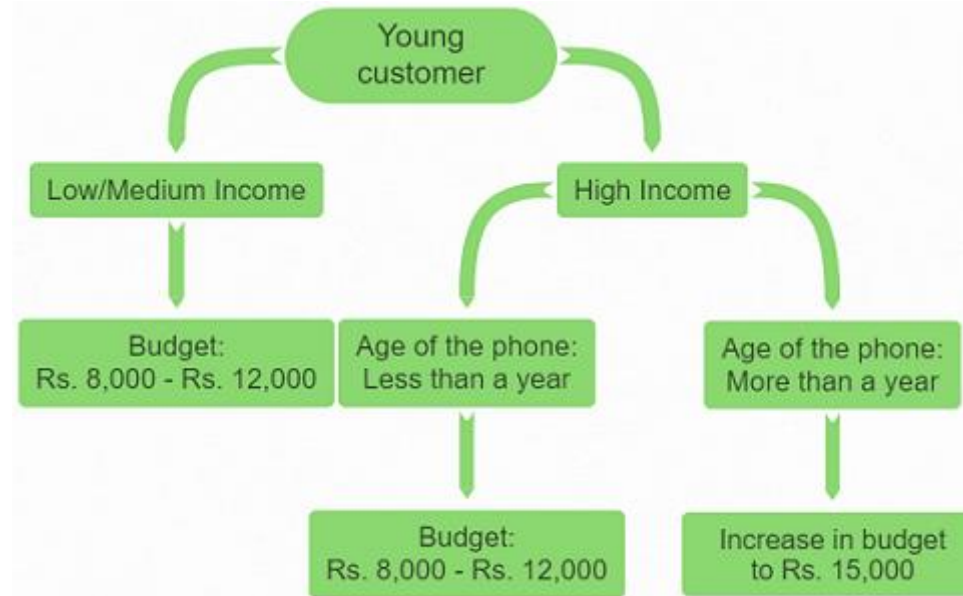 Young
customer
Low/Medium Income
High Income
Budget:
Rs. 8,000 - Rs. 12,000
Age of the phone:
Less than a year
Age of the phone:
More than a year
Budget:
Rs. 8,000 - Rs. 12,000
Increase in budget
to Rs. 15,000